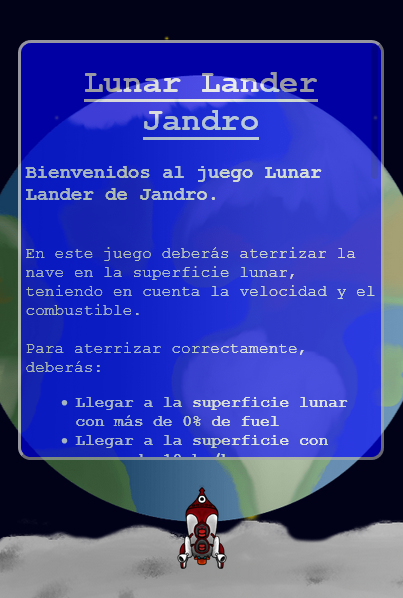 Lunar Lander
Jandro
Bienvenidos al juego Lunar
Lander de Jandro.
En este juego deberás aterrizar la
nave en la superficie lunar,
teniendo en cuenta la velocidad y el
combustible.
Para aterrizar correctamente,
deberás:
• Llegar a la superficie lunar
con más de 0% de fuel
• Llegar a la superficie con